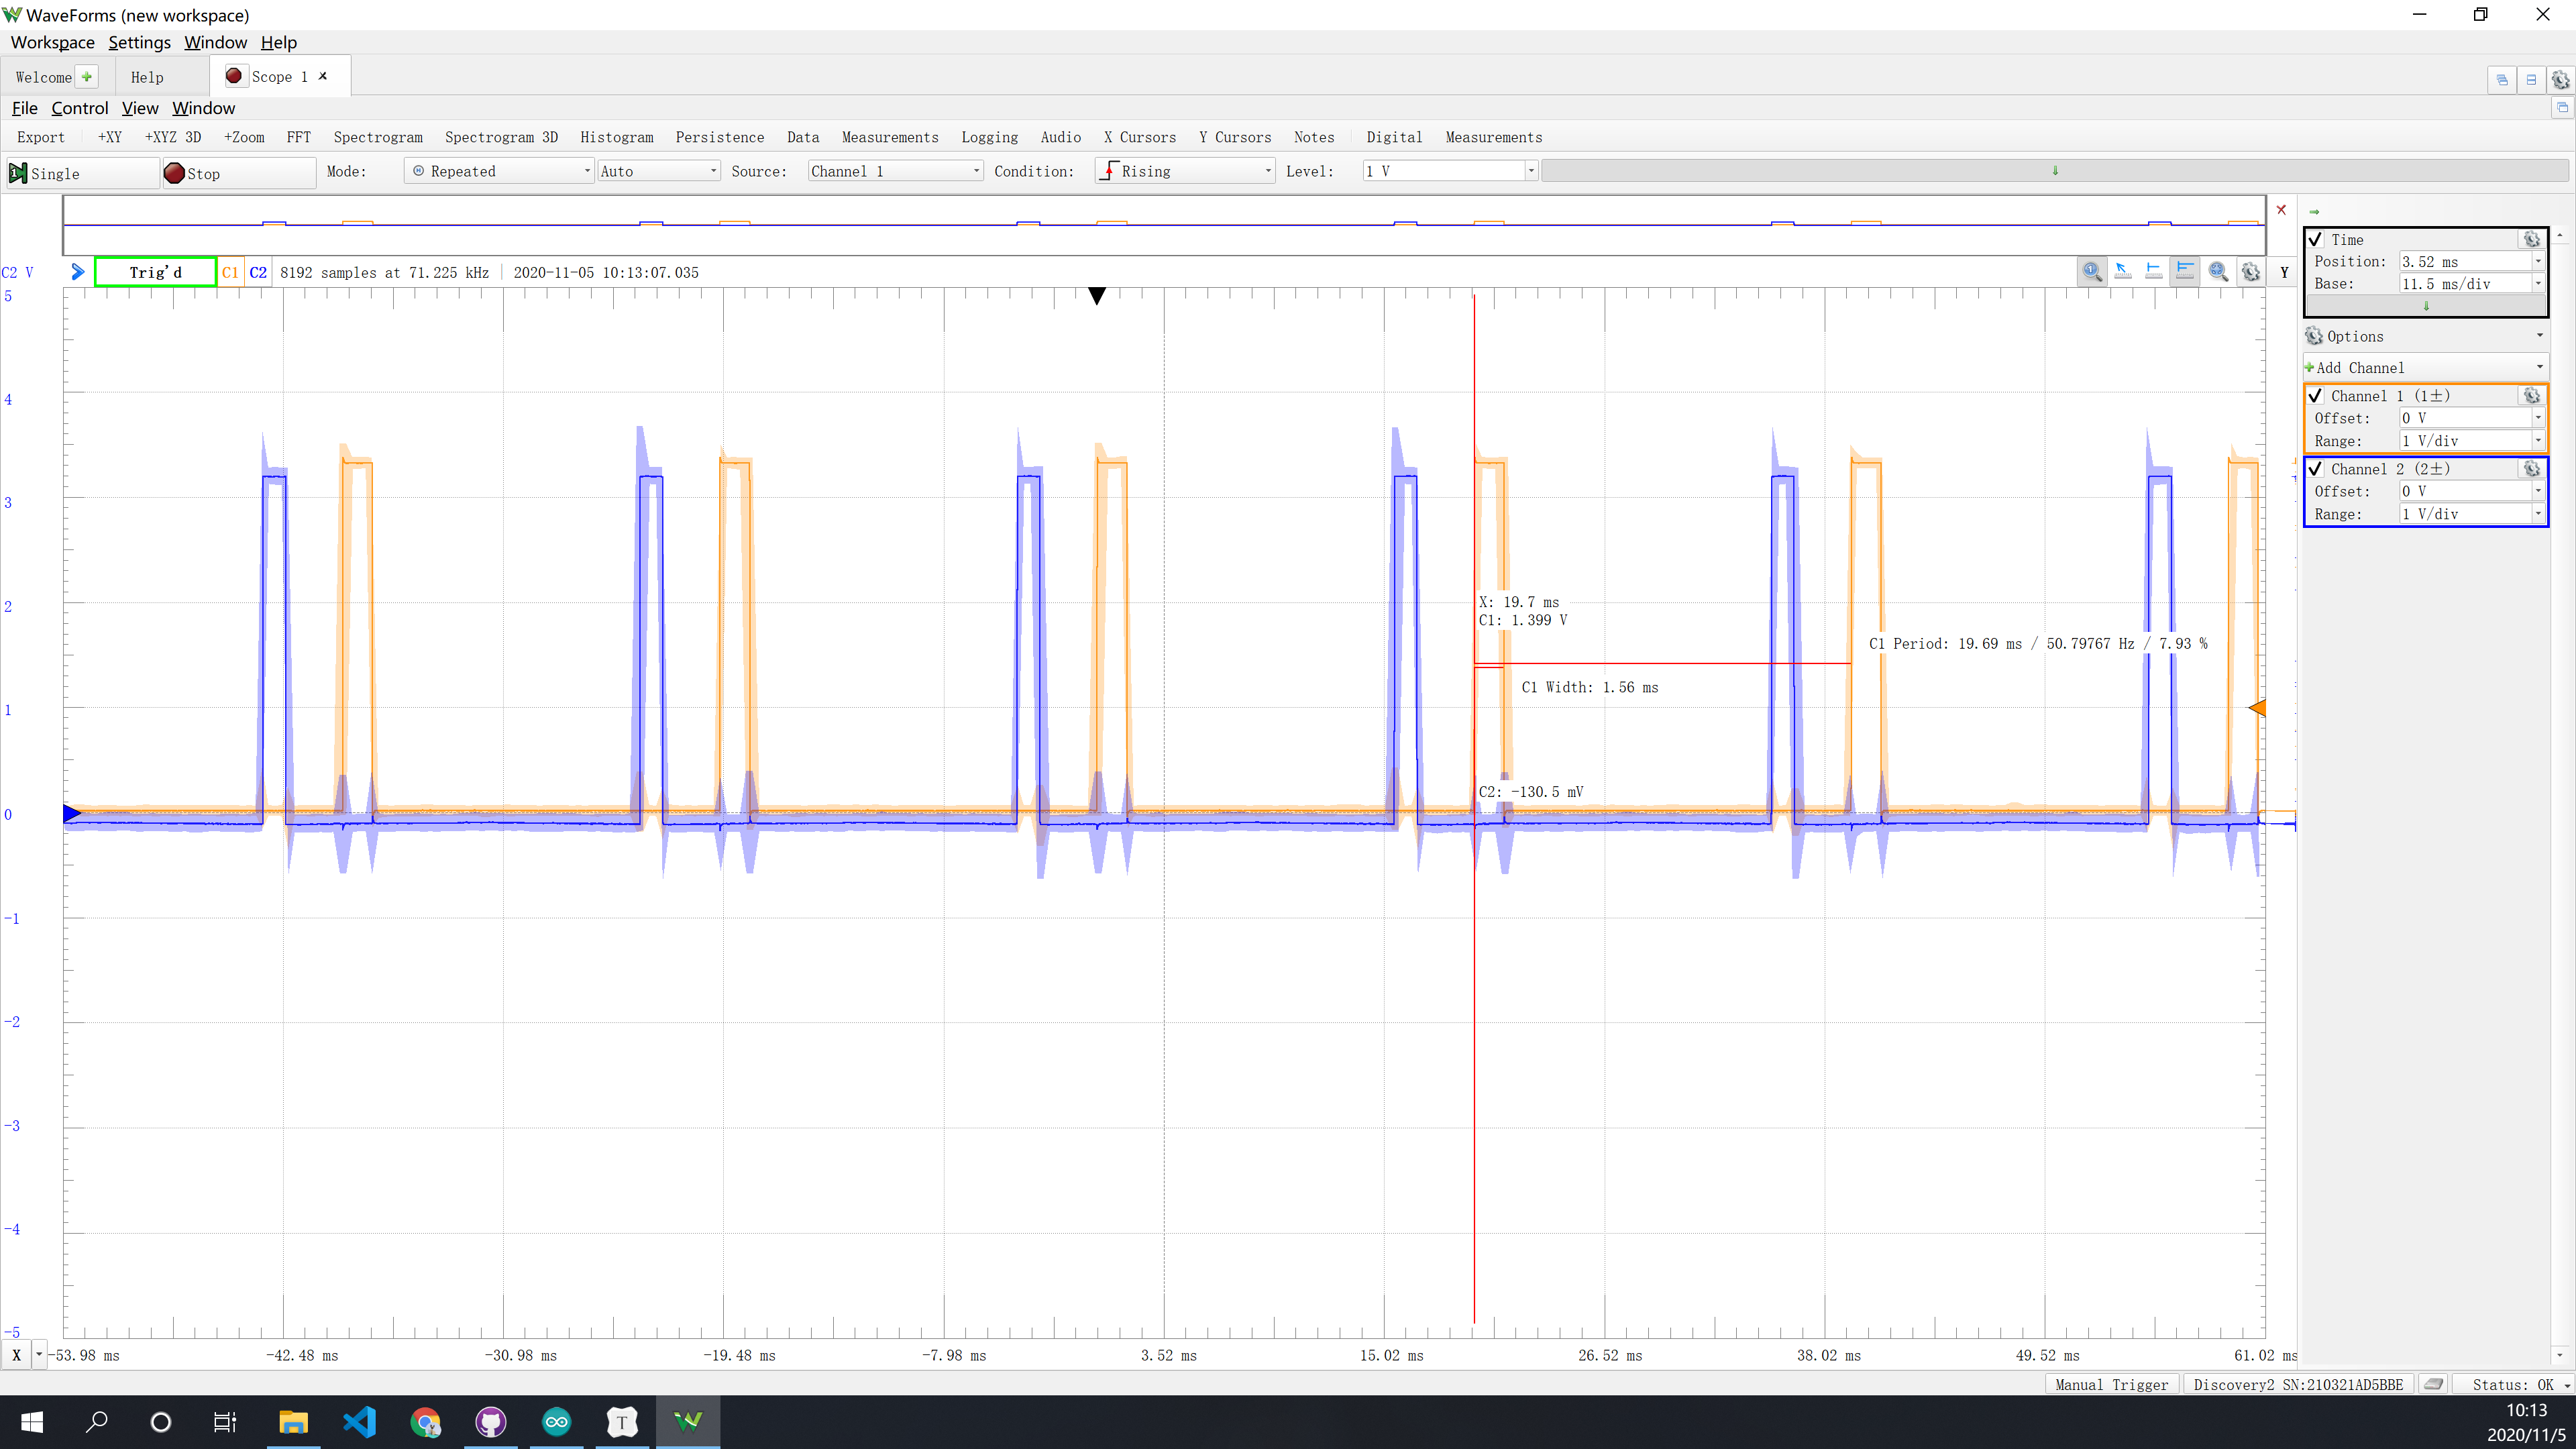 WaveForms (new workspace)
Workspace Settings Window Help
Welcome Help Scope 1
File Control View Window
Export +XY +XYZ 3D +Zoom FFT Spectrogram Spectrogram 3D Histogram Persistence Data Measurements Logging Audio X Cursors Y Cursors Notes Digital Measurements
Single Stop Mode: Repeated Auto Source: Channel 1 Condition: Rising Level: 1 V
C2 V Trig'd C1 C2 8192 samples at 71.225 kHz 2020-11-05 10:13:07.035 Y
5
4
3
2
1
0
-1
-2
-3
-4
-5
X: 19.7 ms
C1: 1.399 V
C1 Period: 19.69 ms / 50.79767 Hz / 7.93 %
C1 Width: 1.56 ms
C2: -130.5 mV
X -53.98 ms -42.48 ms -30.98 ms -19.48 ms -7.98 ms 3.52 ms 15.02 ms 26.52 ms 38.02 ms 49.52 ms 61.02 ms
Time
Position: 3.52 ms
Base: 11.5 ms/div
Options
Add Channel
Channel 1 (1±)
Offset: 0 V
Range: 1 V/div
Channel 2 (2±)
Offset: 0 V
Range: 1 V/div
Manual Trigger Discovery2 SN:210321AD5BBE Status: OK
T
10:13
2020/11/5